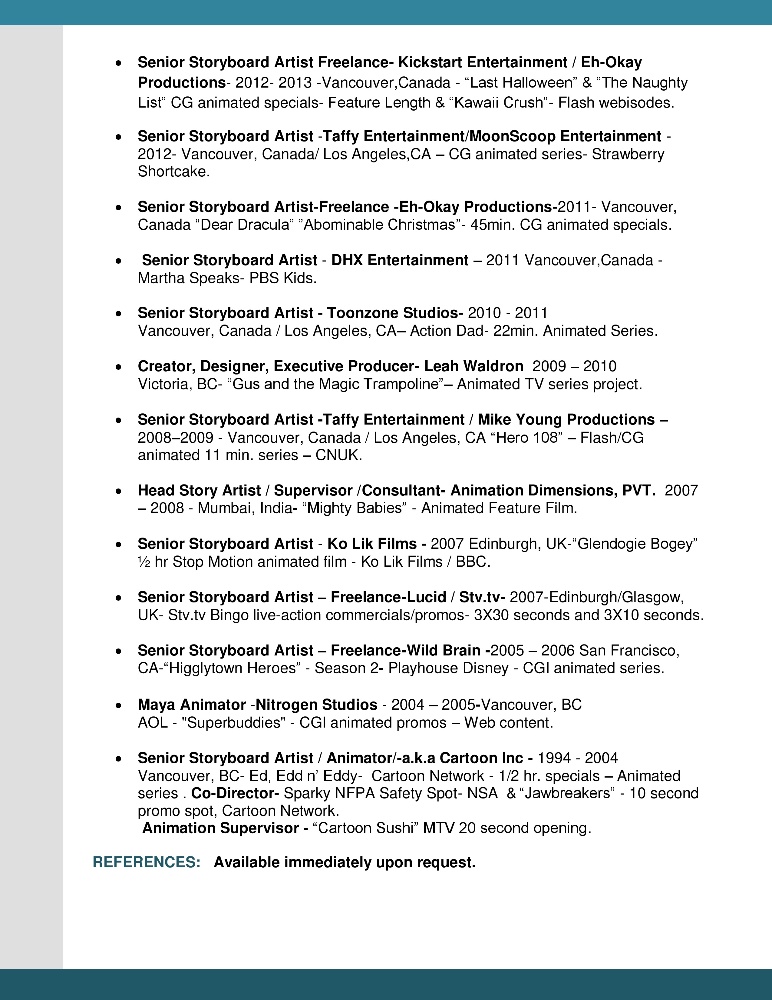 • Senior Storyboard Artist Freelance- Kickstart Entertainment / Eh-Okay
Productions- 2012- 2013 -Vancouver,Canada - “Last Halloween” & “The Naughty
List” CG animated specials- Feature Length & “Kawaii Crush”- Flash webisodes.
• Senior Storyboard Artist -Taffy Entertainment/MoonScoop Entertainment -
2012- Vancouver, Canada/ Los Angeles,CA – CG animated series- Strawberry
Shortcake.
• Senior Storyboard Artist-Freelance -Eh-Okay Productions-2011- Vancouver,
Canada “Dear Dracula” “Abominable Christmas”- 45min. CG animated specials.
• Senior Storyboard Artist - DHX Entertainment – 2011 Vancouver,Canada -
Martha Speaks- PBS Kids.
• Senior Storyboard Artist - Toonzone Studios- 2010 - 2011
Vancouver, Canada / Los Angeles, CA– Action Dad- 22min. Animated Series.
• Creator, Designer, Executive Producer- Leah Waldron 2009 – 2010
Victoria, BC- “Gus and the Magic Trampoline”– Animated TV series project.
• Senior Storyboard Artist -Taffy Entertainment / Mike Young Productions –
2008–2009 - Vancouver, Canada / Los Angeles, CA “Hero 108” – Flash/CG
animated 11 min. series – CNUK.
• Head Story Artist / Supervisor /Consultant- Animation Dimensions, PVT. 2007
– 2008 - Mumbai, India- “Mighty Babies” - Animated Feature Film.
• Senior Storyboard Artist - Ko Lik Films - 2007 Edinburgh, UK-“Glendogie Bogey”
½ hr Stop Motion animated film - Ko Lik Films / BBC.
• Senior Storyboard Artist – Freelance-Lucid / Stv.tv- 2007-Edinburgh/Glasgow,
UK- Stv.tv Bingo live-action commercials/promos- 3X30 seconds and 3X10 seconds.
• Senior Storyboard Artist – Freelance-Wild Brain -2005 – 2006 San Francisco,
CA-“Higglytown Heroes” - Season 2- Playhouse Disney - CGI animated series.
• Maya Animator -Nitrogen Studios - 2004 – 2005-Vancouver, BC
AOL - "Superbuddies" - CGI animated promos – Web content.
• Senior Storyboard Artist / Animator/-a.k.a Cartoon Inc - 1994 - 2004
Vancouver, BC- Ed, Edd n’ Eddy- Cartoon Network - 1/2 hr. specials – Animated
series . Co-Director- Sparky NFPA Safety Spot- NSA & “Jawbreakers” - 10 second
promo spot, Cartoon Network.
Animation Supervisor - “Cartoon Sushi” MTV 20 second opening.
REFERENCES: Available immediately upon request.